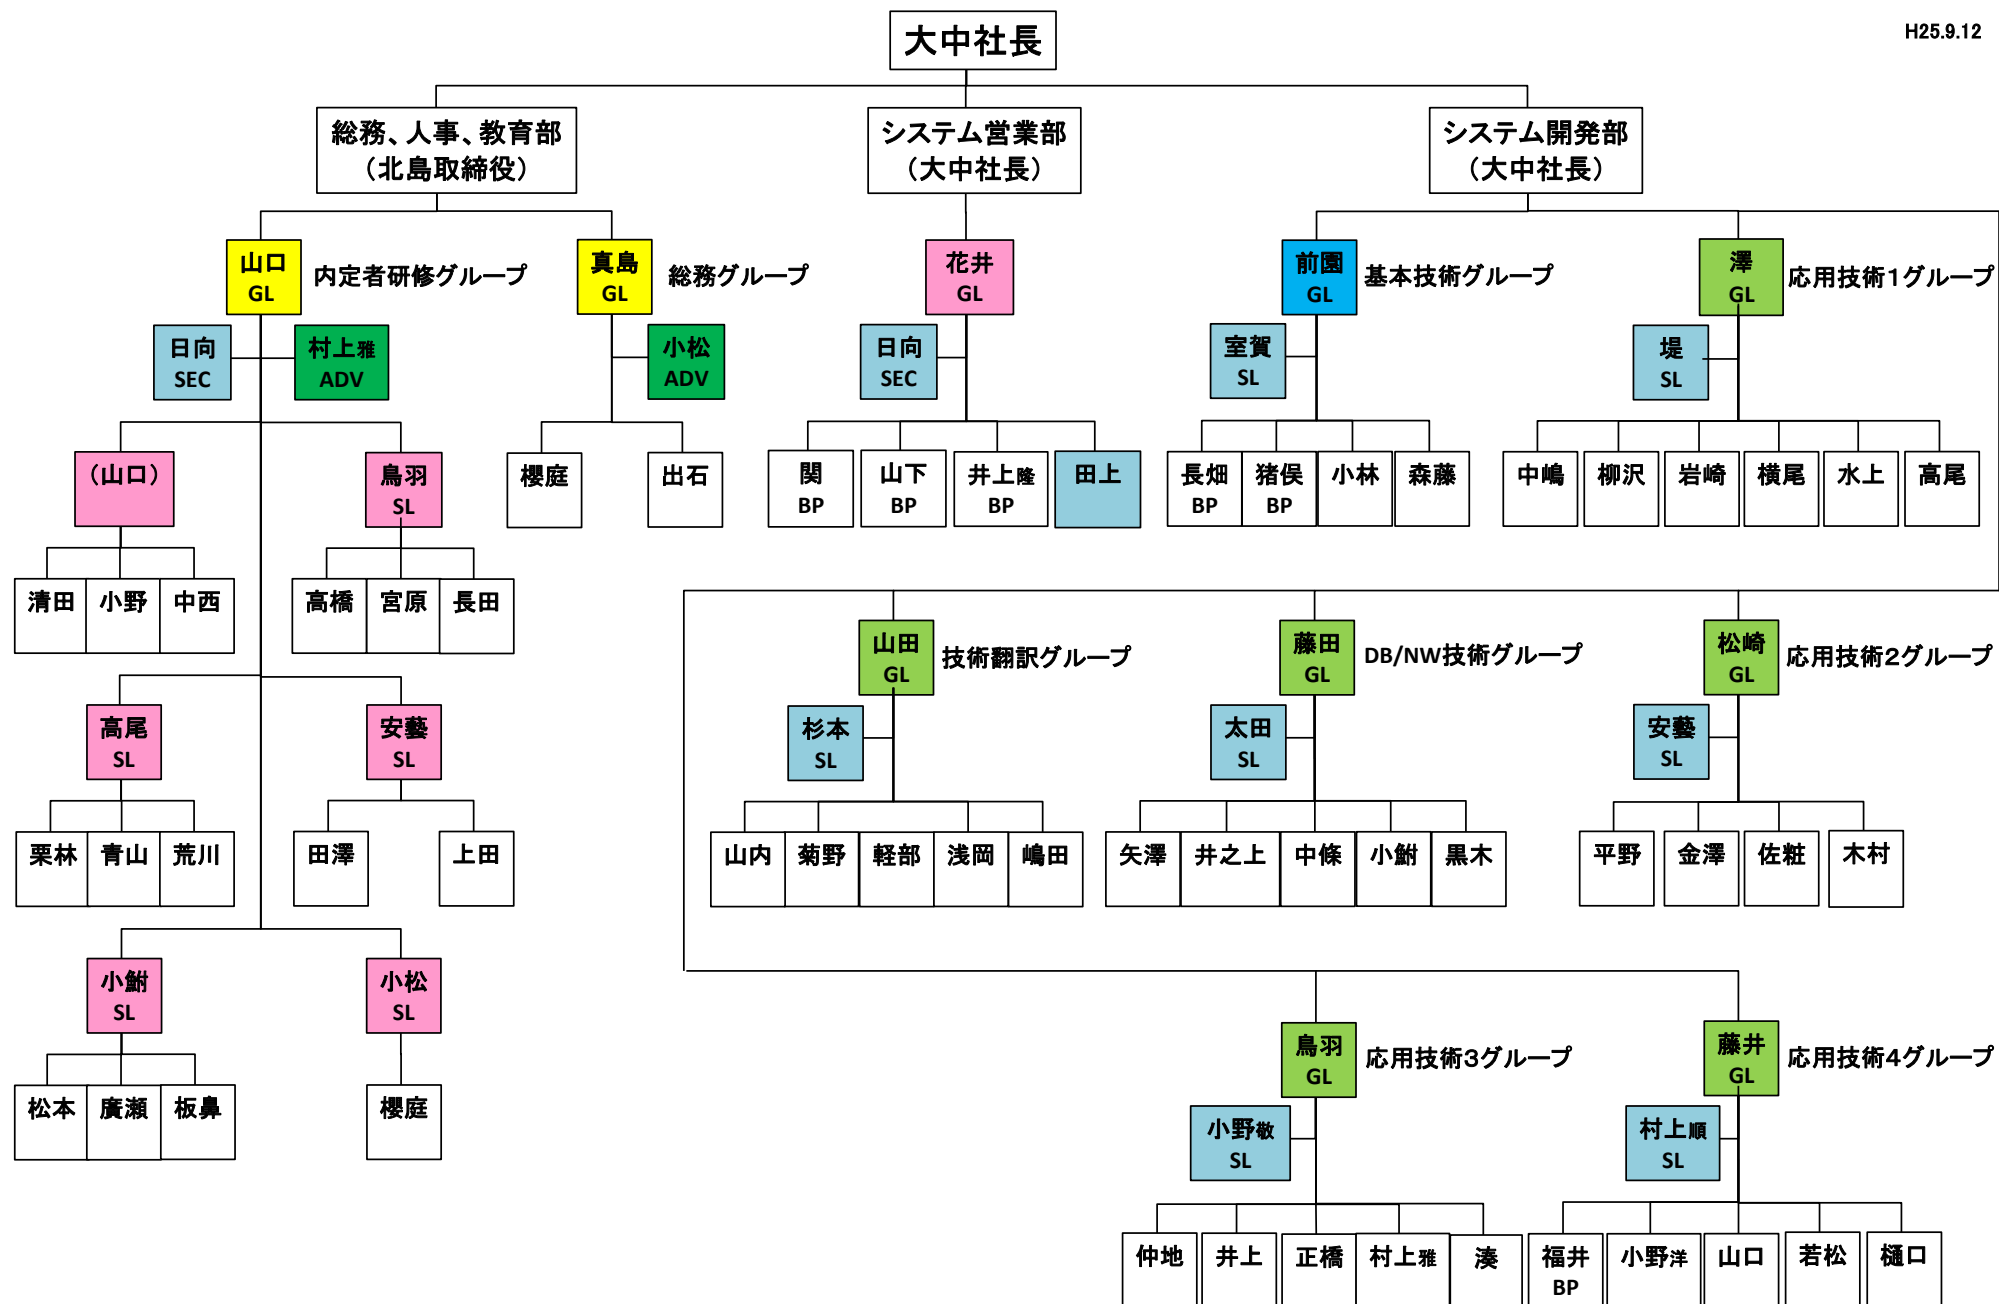 大中社長
H25.9.12
総務、人事、教育部
（北島取締役）
システム営業部
（大中社長）
システム開発部
（大中社長）
山口
GL
内定者研修グループ
真島
GL
総務グループ
花井
GL
前園
GL
基本技術グループ
澤
GL
応用技術１グループ
日向
SEC
村上雅
ADV
小松
ADV
日向
SEC
室賀
SL
堤
SL
（山口）
鳥羽
SL
櫻庭
出石
関
BP
山下
BP
井上隆
BP
田上
長畑
BP
猪俣
BP
小林
森藤
中嶋
柳沢
岩崎
横尾
水上
高尾
清田
小野
中西
高橋
宮原
長田
山田
GL
技術翻訳グループ
藤田
GL
DB/NW技術グループ
松崎
GL
応用技術２グループ
高尾
SL
安藝
SL
杉本
SL
太田
SL
安藝
SL
栗林
青山
荒川
田澤
上田
山内
菊野
軽部
浅岡
嶋田
矢澤
井之上
中條
小鮒
黒木
平野
金澤
佐粧
木村
小鮒
SL
小松
SL
鳥羽
GL
応用技術３グループ
藤井
GL
応用技術４グループ
松本
廣瀬
板鼻
櫻庭
小野敬
SL
村上順
SL
仲地
井上
正橋
村上雅
湊
福井
BP
小野洋
山口
若松
樋口